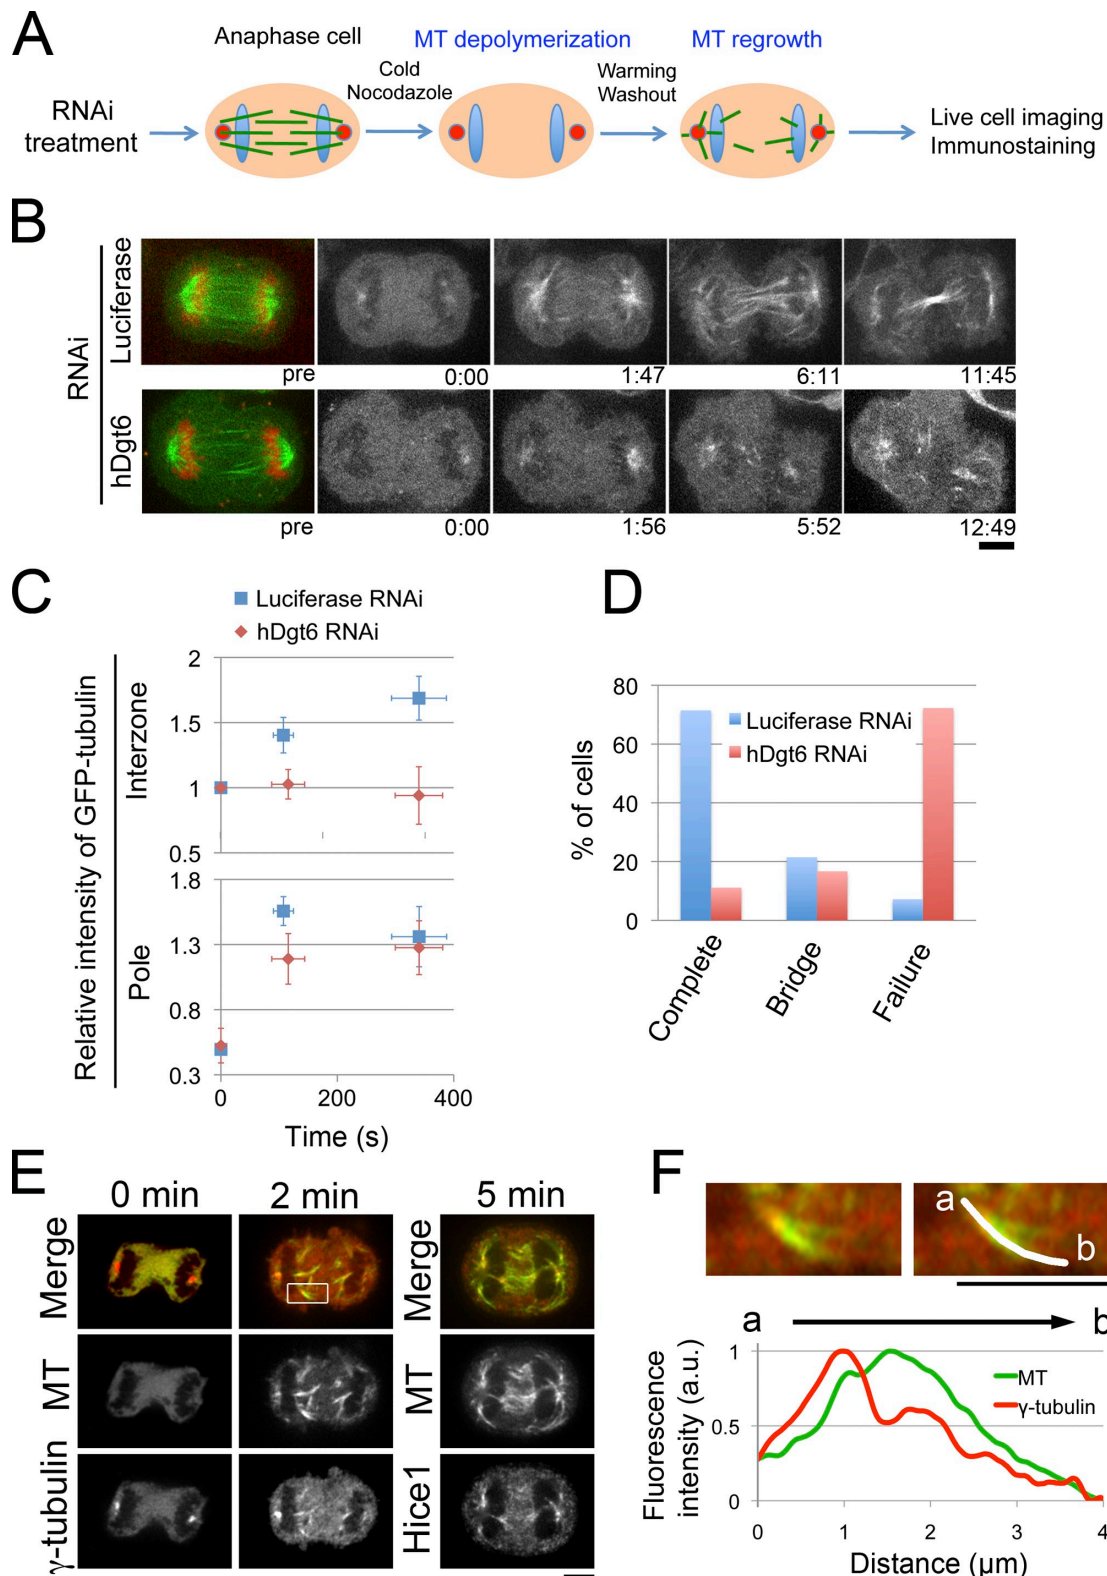 A
Anaphase cell
MT depolymerization
MT regrowth
RNAi
treatment
Cold
Nocodazole
Warming
Washout
Live cell imaging
Immunostaining
B
RNAi
Luciferase
pre
0:00
1:47
6:11
11:45
hDgt6
pre
0:00
1:56
5:52
12:49
C
Luciferase RNAi
hDgt6 RNAi
Relative intensity of GFP-tubulin
Interzone
2
1.5
1
0.5
Pole
1.8
1.3
0.8
0.3
0
200
400
Time (s)
D
% of cells
80
60
40
20
0
Luciferase RNAi
hDgt6 RNAi
Complete
Bridge
Failure
E
0 min
2 min
5 min
Merge
Merge
MT
MT
γ-tubulin
Hice1
F
a
b
a
b
Fluorescence
intensity (a.u.)
1
0.5
0
MT
γ-tubulin
0
1
2
3
4
Distance (μm)